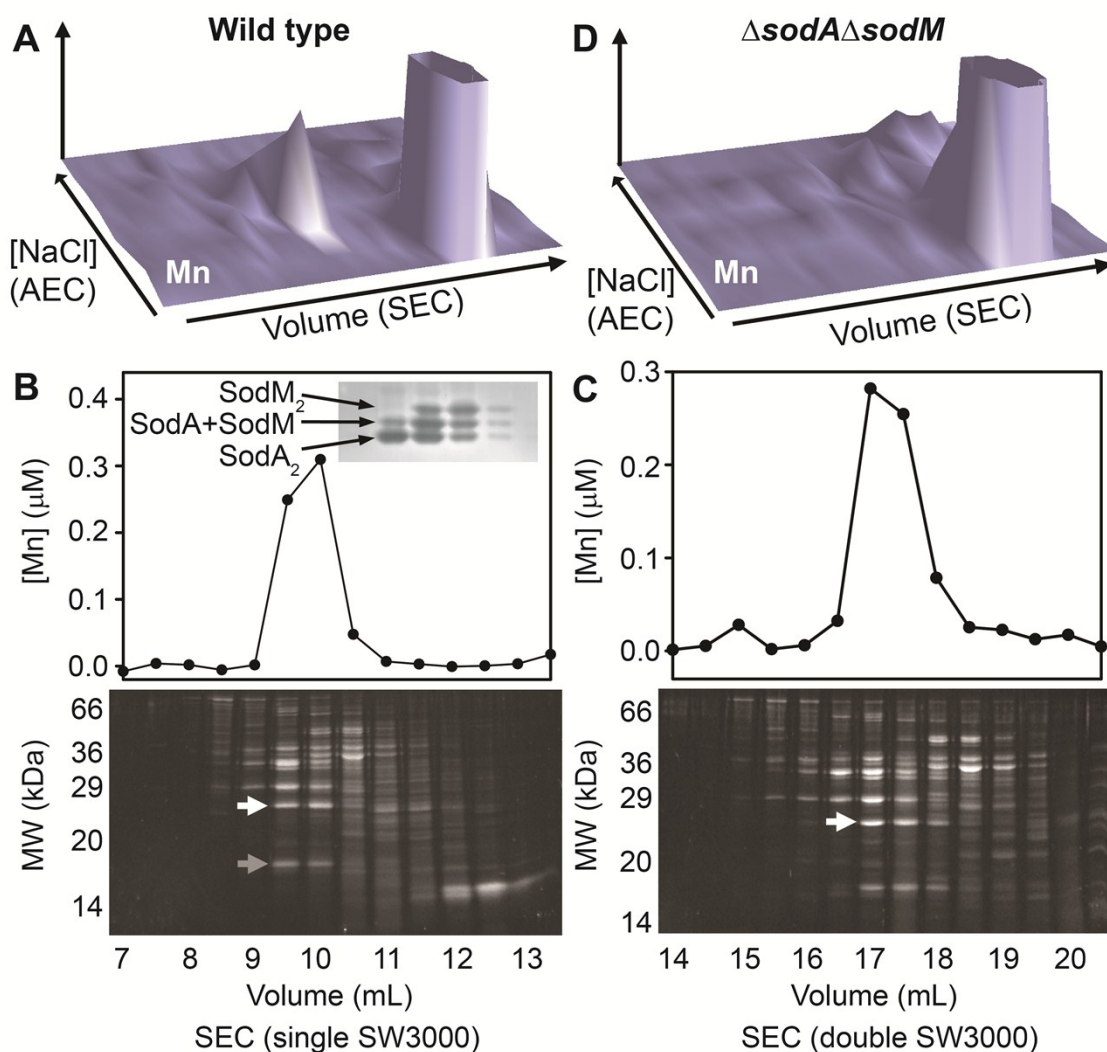 A
Wild type
[NaCl]
(AEC)
Mn
Volume (SEC)
D
ΔsodAΔsodM
[NaCl]
(AEC)
Mn
Volume (SEC)
B
SodM2
SodA+SodM
SodA2
[Mn] (μM)
0.4
0.3
0.2
0.1
0.0
MW (kDa)
66
36
29
20
14
7 8 9 10 11 12 13
Volume (mL)
SEC (single SW3000)
C
[Mn] (μM)
0.3
0.2
0.1
0.0
MW (kDa)
66
36
29
20
14
14 15 16 17 18 19 20
Volume (mL)
SEC (double SW3000)